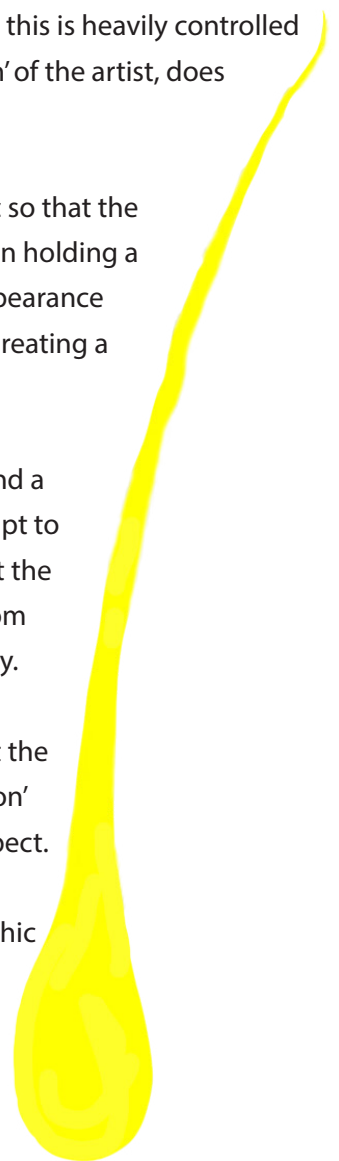 this is heavily controlled
n’ of the artist, does
so that the
n holding a
pearance
reating a
nd a
pt to
t the
om
y.
t the
on’
pect.
hic